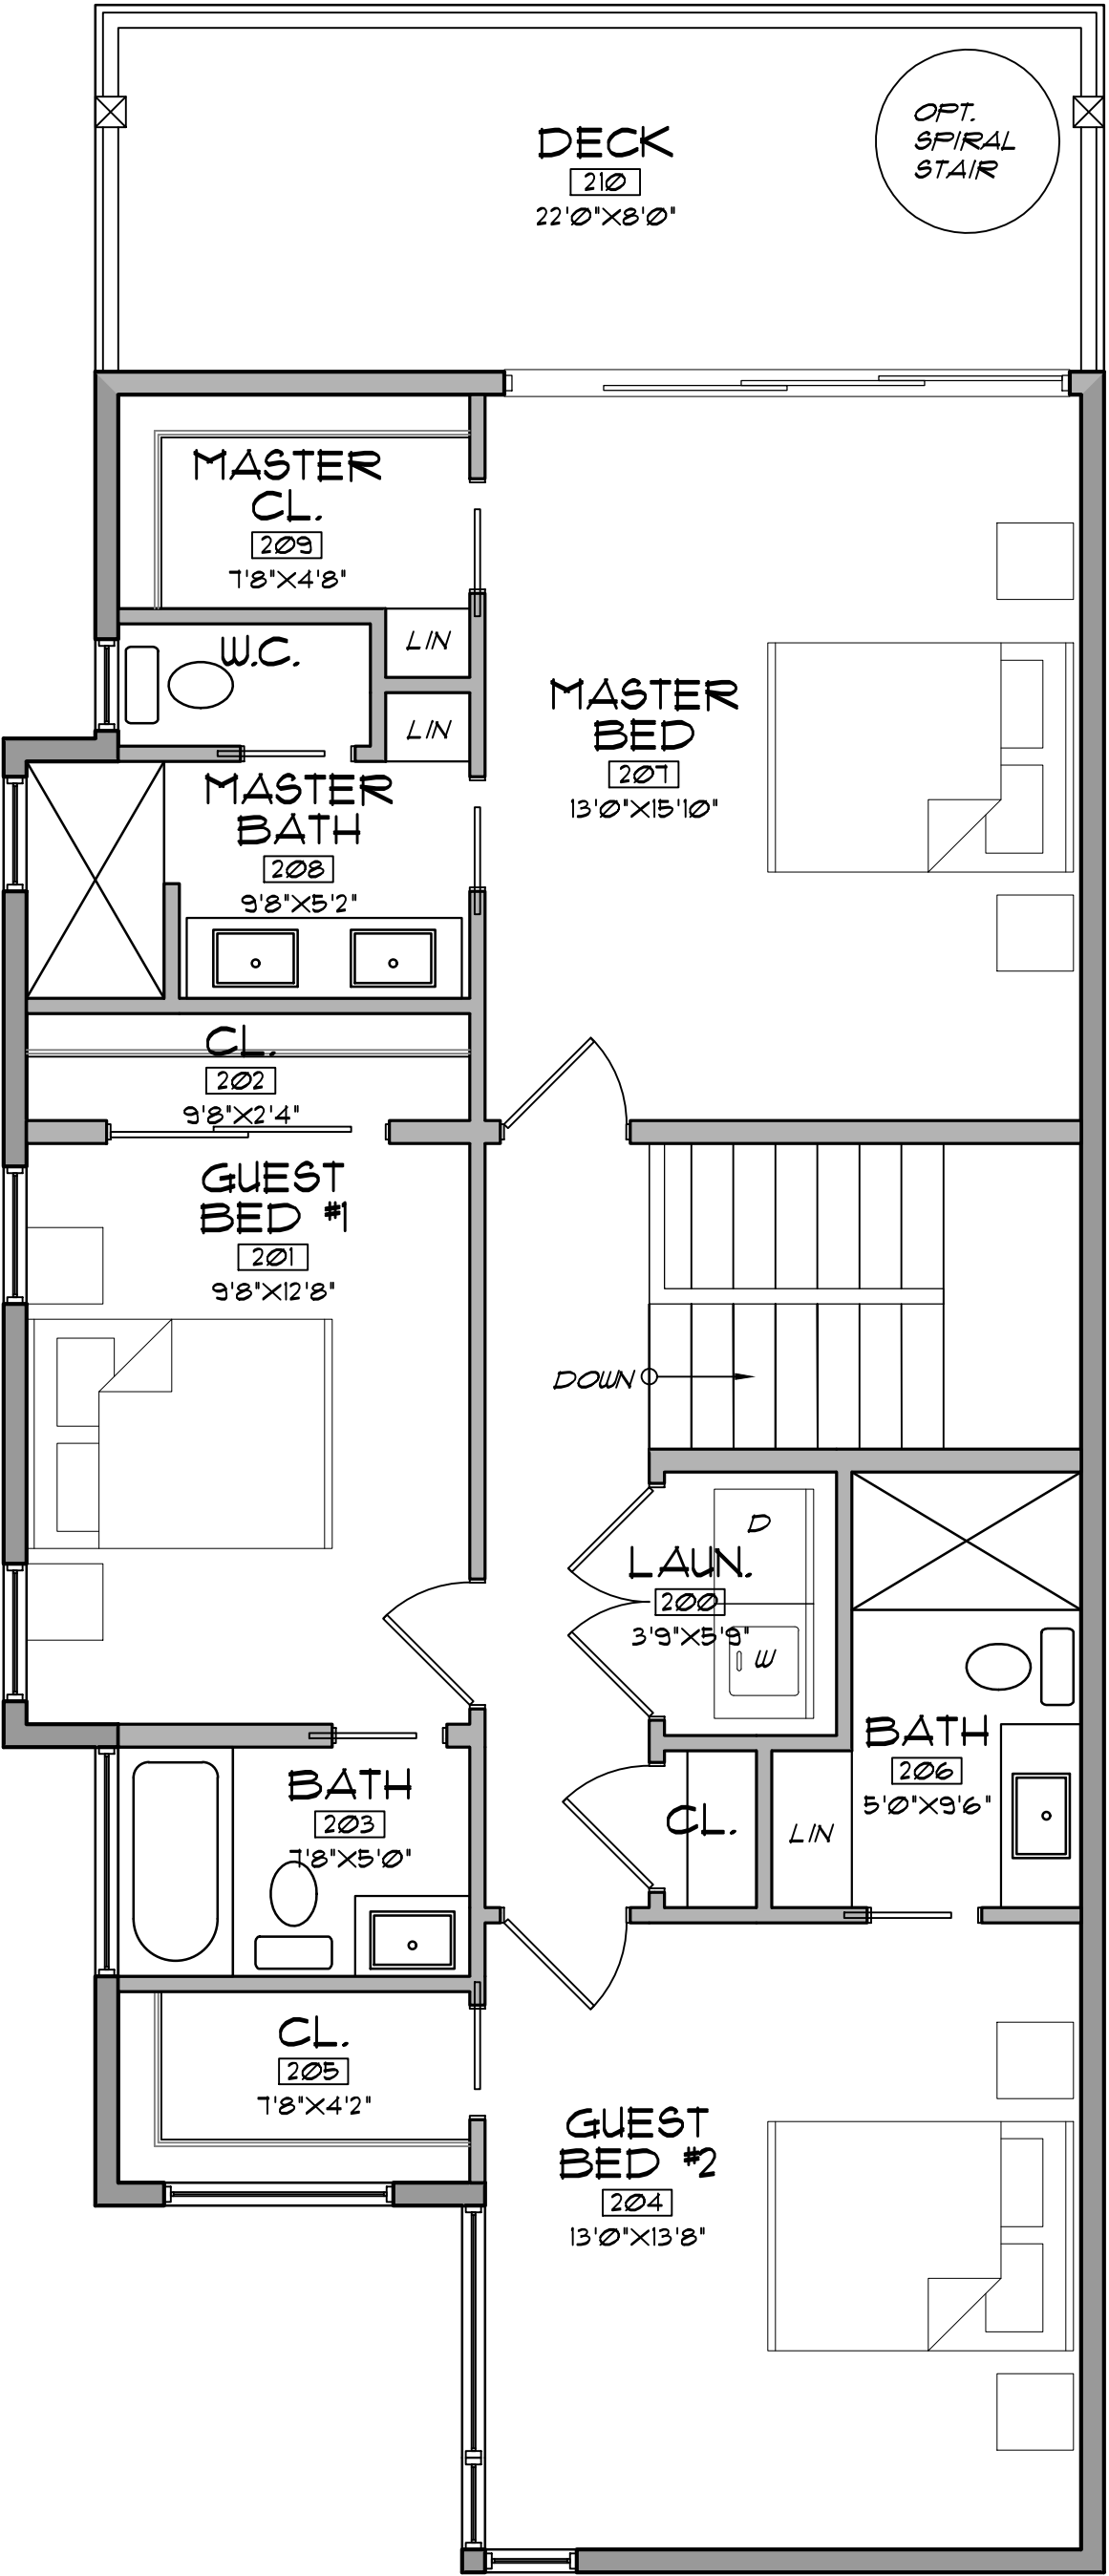 DECK
210
22'0"X8'0"
OPT.
SPIRAL
STAIR
MASTER
CL.
209
7'8"X4'8"
W.C.
LIN
LIN
MASTER
BED
207
13'0"X15'10"
MASTER
BATH
208
9'8"X5'2"
CL.
202
9'8"X2'4"
GUEST
BED #1
201
9'8"X12'8"
DOWN
D
LAUN.
200
3'9"X5'9"
W
BATH
206
5'0"X9'6"
BATH
203
7'8"X5'0"
CL.
LIN
CL.
205
7'8"X4'2"
GUEST
BED #2
204
13'0"X13'8"